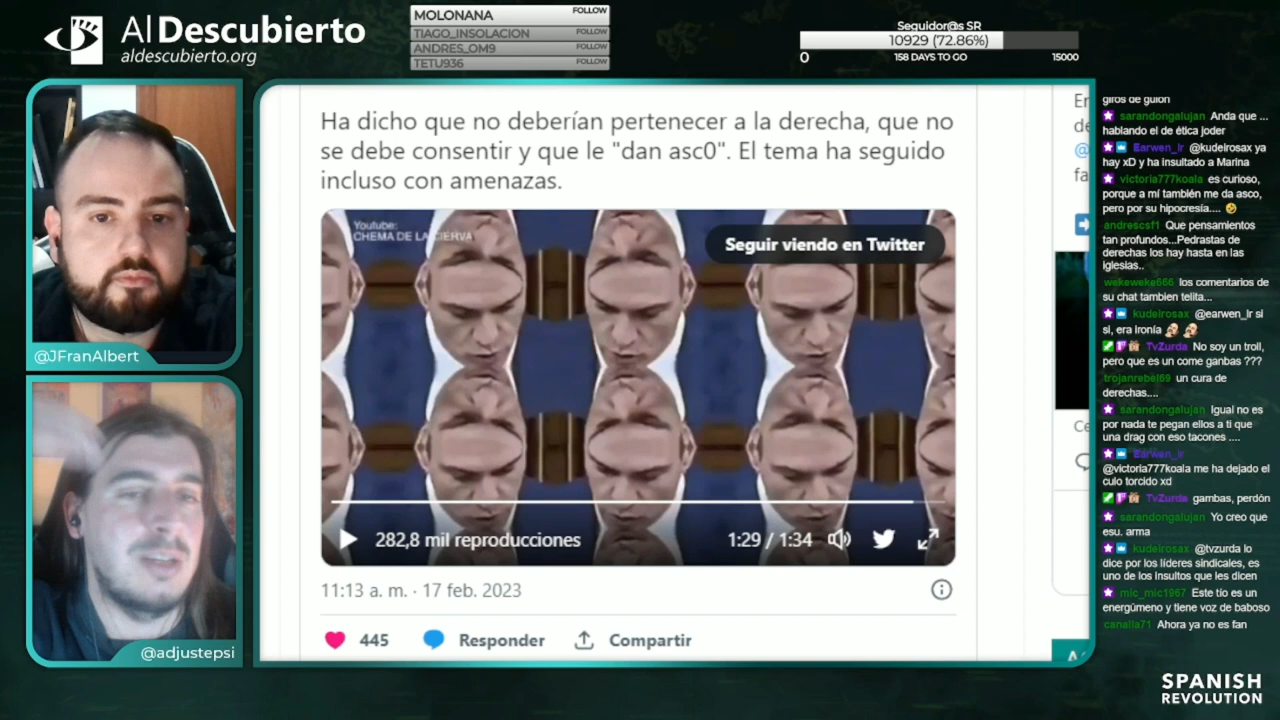 Al Descubierto
aldescubierto.org
MOLONANA FOLLOW
TIAGO_INSOLACION FOLLOW
ANDRES_OM9 FOLLOW
TETU936 FOLLOW
Seguidor@s SR
10929 (72.86%)
0 158 DAYS TO GO 15000
@JFranAlbert
@adjustepsi
Ha dicho que no deberían pertenecer a la derecha, que no
se debe consentir y que le "dan asc0". El tema ha seguido
incluso con amenazas.
Youtube:
CHEMA DE LA CIERVA
Seguir viendo en Twitter
282,8 mil reproducciones
1:29 / 1:34
11:13 a. m. · 17 feb. 2023
445 Responder Compartir
En
de
@
fa
Ce
giros de guion
sarandongalujan Anda que ...
hablando el de ética joder
Earwen_Ir @kudeirosax ya
hay xD y ha insultado a Marina
victoria777koala es curioso,
porque a mí también me da asco,
pero por su hipocresía....
andrescsf1 Que pensamientos
tan profundos...Pedrastas de
derechas los hay hasta en las
iglesias..
wekeweke666 los comentarios de
su chat tambien telita...
kudeirosax @earwen_ir si
si, era ironía
TvZurda No soy un troll,
pero que es un come ganbas ???
trojanrebel69 un cura de
derechas....
sarandongalujan Igual no es
por nada te pegan ellos a ti que
una drag con eso tacones ....
Earwen_Ir
@victoria777koala me ha dejado el
culo torcido xd
TvZurda gambas, perdón
sarandongalujan Yo creo que
esu. arma
kudeirosax @tvzurda lo
dice por los líderes sindicales, es
uno de los insultos que les dicen
mic_mic1967 Este tío es un
energúmeno y tiene voz de baboso
canalla71 Ahora ya no es fan
SPANISH
REVOLUTION